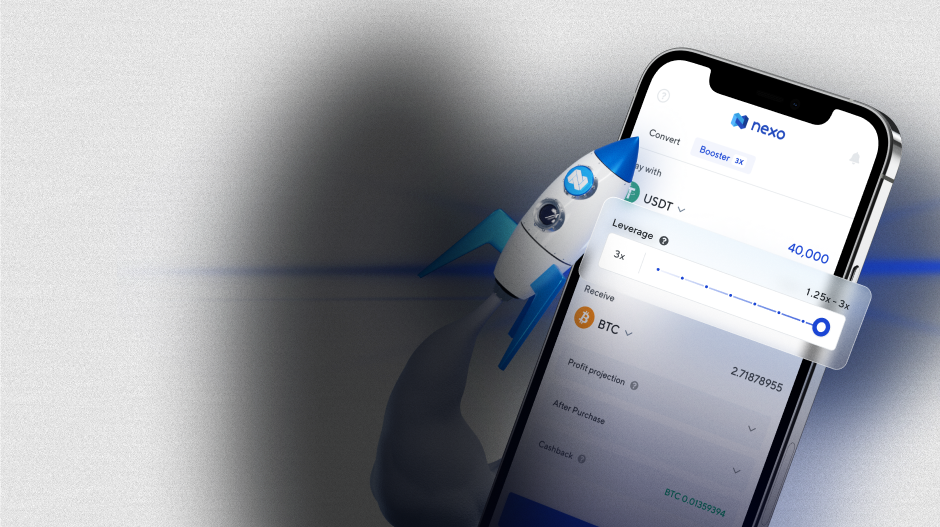 nexo
Convert
Booster 3x
ay with
USDT
40,000
Leverage
3x
1.25x - 3x
Receive
BTC
2.71878955
Profit projection
After Purchase
Cashback
BTC 0.01359394